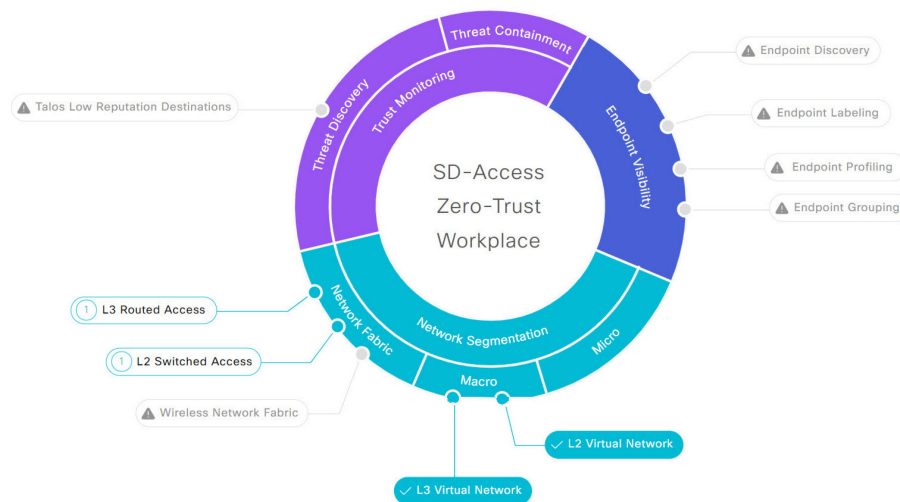 Threat Containment
Threat Discovery
Trust Monitoring
Endpoint Visibility
Endpoint Discovery
Talos Low Reputation Destinations
Endpoint Labeling
Endpoint Profiling
Endpoint Grouping
SD-Access
Zero-Trust
Workplace
1 L3 Routed Access
Network Fabric
Network Segmentation
Micro
1 L2 Switched Access
Macro
Wireless Network Fabric
L2 Virtual Network
L3 Virtual Network